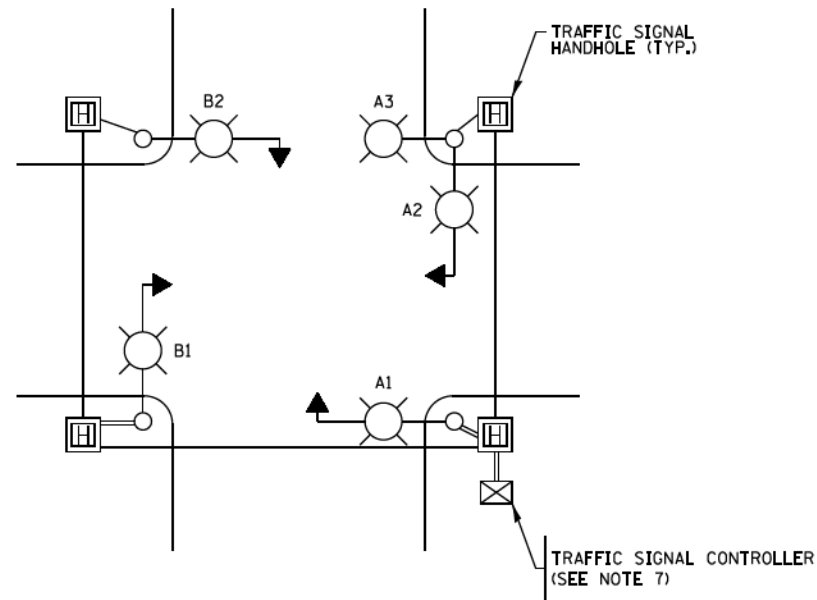 TRAFFIC SIGNAL
HANDHOLE (TYP.)
H
B2
A3
H
A2
B1
A1
H
H
TRAFFIC SIGNAL CONTROLLER
(SEE NOTE 7)